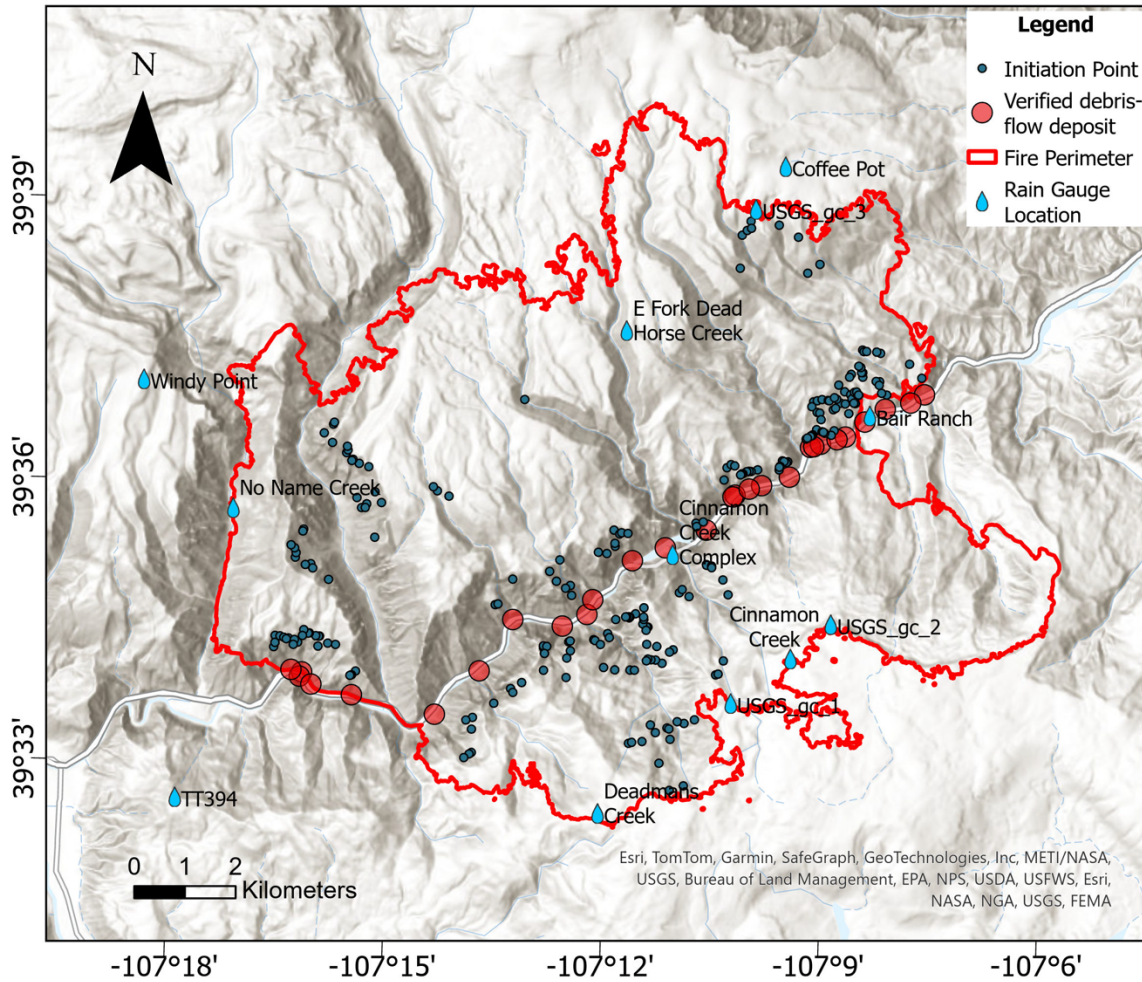 Legend
Initiation Point
Verified debris-
flow deposit
Fire Perimeter
Rain Gauge
Location
N
Coffee Pot
USGS_gc_3
E Fork Dead
Horse Creek
Windy Point
Bair Ranch
No Name Creek
Cinnamon
Creek
Complex
Cinnamon
Creek
USGS_gc_2
USGS_gc_1
Deadmans
Creek
TT394
0 1 2
Kilometers
Esri, TomTom, Garmin, SafeGraph, GeoTechnologies, Inc, METI/NASA,
USGS, Bureau of Land Management, EPA, NPS, USDA, USFWS, Esri,
NASA, NGA, USGS, FEMA
39°39'
39°36'
39°33'
-107°18' -107°15' -107°12' -107°9' -107°6'